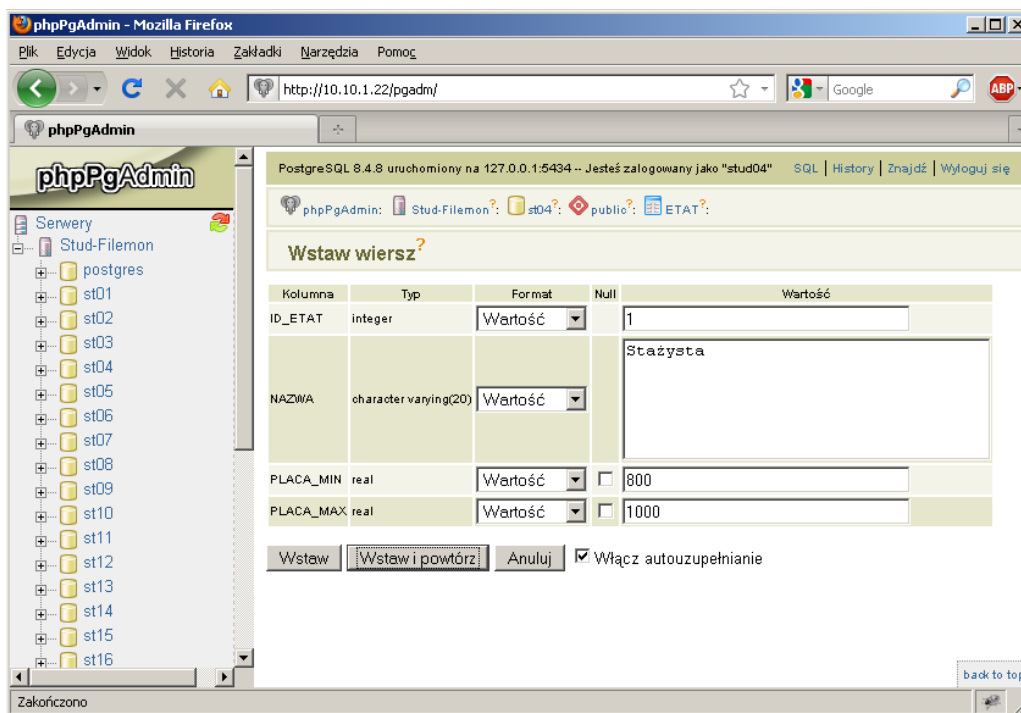 phpPgAdmin - Mozilla Firefox
Plik Edycja Widok Historia Zakładki Narzędzia Pomoc
http://10.10.1.22/pgadm/ Google ABP
phpPgAdmin
phpPgAdmin
Serwery
Stud-Filemon
postgres
st01
st02
st03
st04
st05
st06
st07
st08
st09
st10
st11
st12
st13
st14
st15
st16
PostgreSQL 8.4.8 uruchomiony na 127.0.0.1:5434 -- Jesteś zalogowany jako "stud04" SQL | History | Znajdź | Wyloguj się
phpPgAdmin: Stud-Filemon?: st04?: public?: ETAT?:
Wstaw wiersz?
Kolumna Typ Format Null Wartość
ID_ETAT integer Wartość 1
NAZWA character varying(20) Wartość Stażysta
PLACA_MIN real Wartość 800
PLACA_MAX real Wartość 1000
Wstaw Wstaw i powtórz Anuluj Włącz autouzupełnianie
back to top
Zakończono